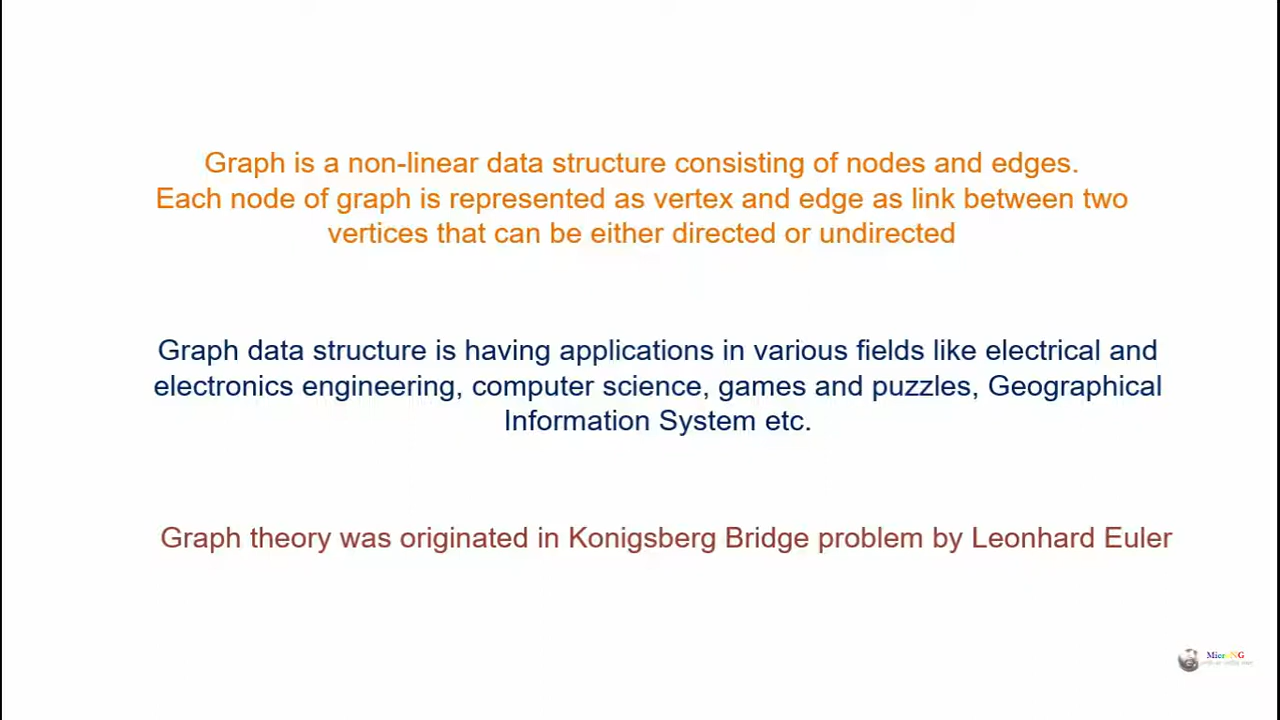 Graph is a non-linear data structure consisting of nodes and edges.
Each node of graph is represented as vertex and edge as link between two
vertices that can be either directed or undirected
Graph data structure is having applications in various fields like electrical and
electronics engineering, computer science, games and puzzles, Geographical
Information System etc.
Graph theory was originated in Konigsberg Bridge problem by Leonhard Euler